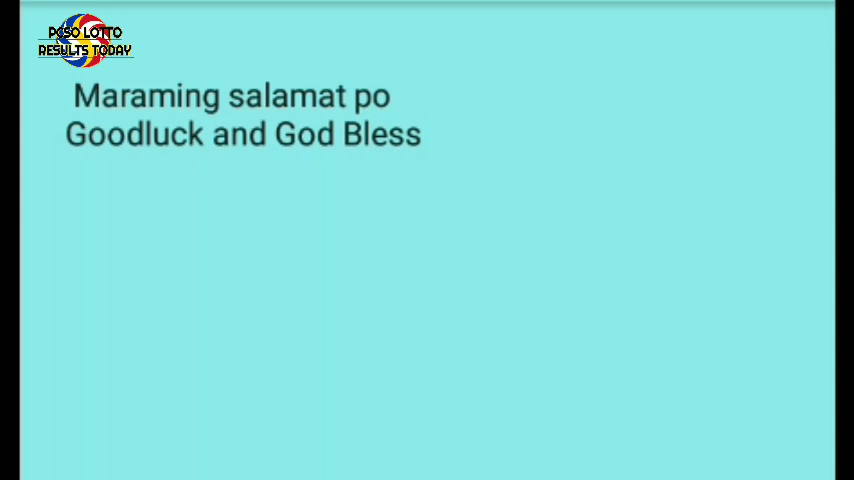 PCSO LOTTO
RESULTS TODAY
Maraming salamat po
Goodluck and God Bless